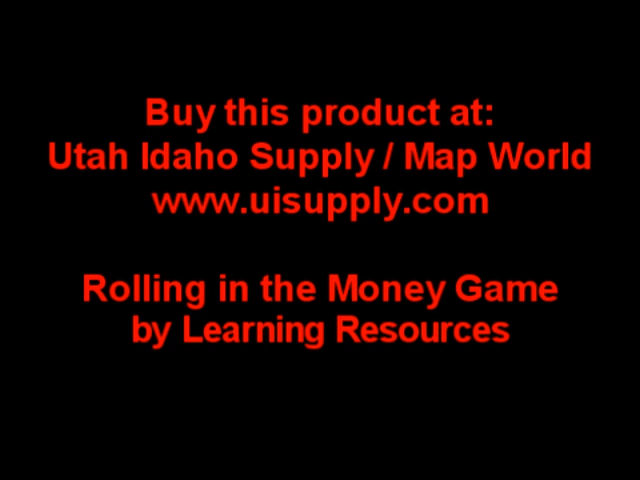 Buy this product at:
Utah Idaho Supply / Map World
www.uisupply.com
Rolling in the Money Game
by Learning Resources